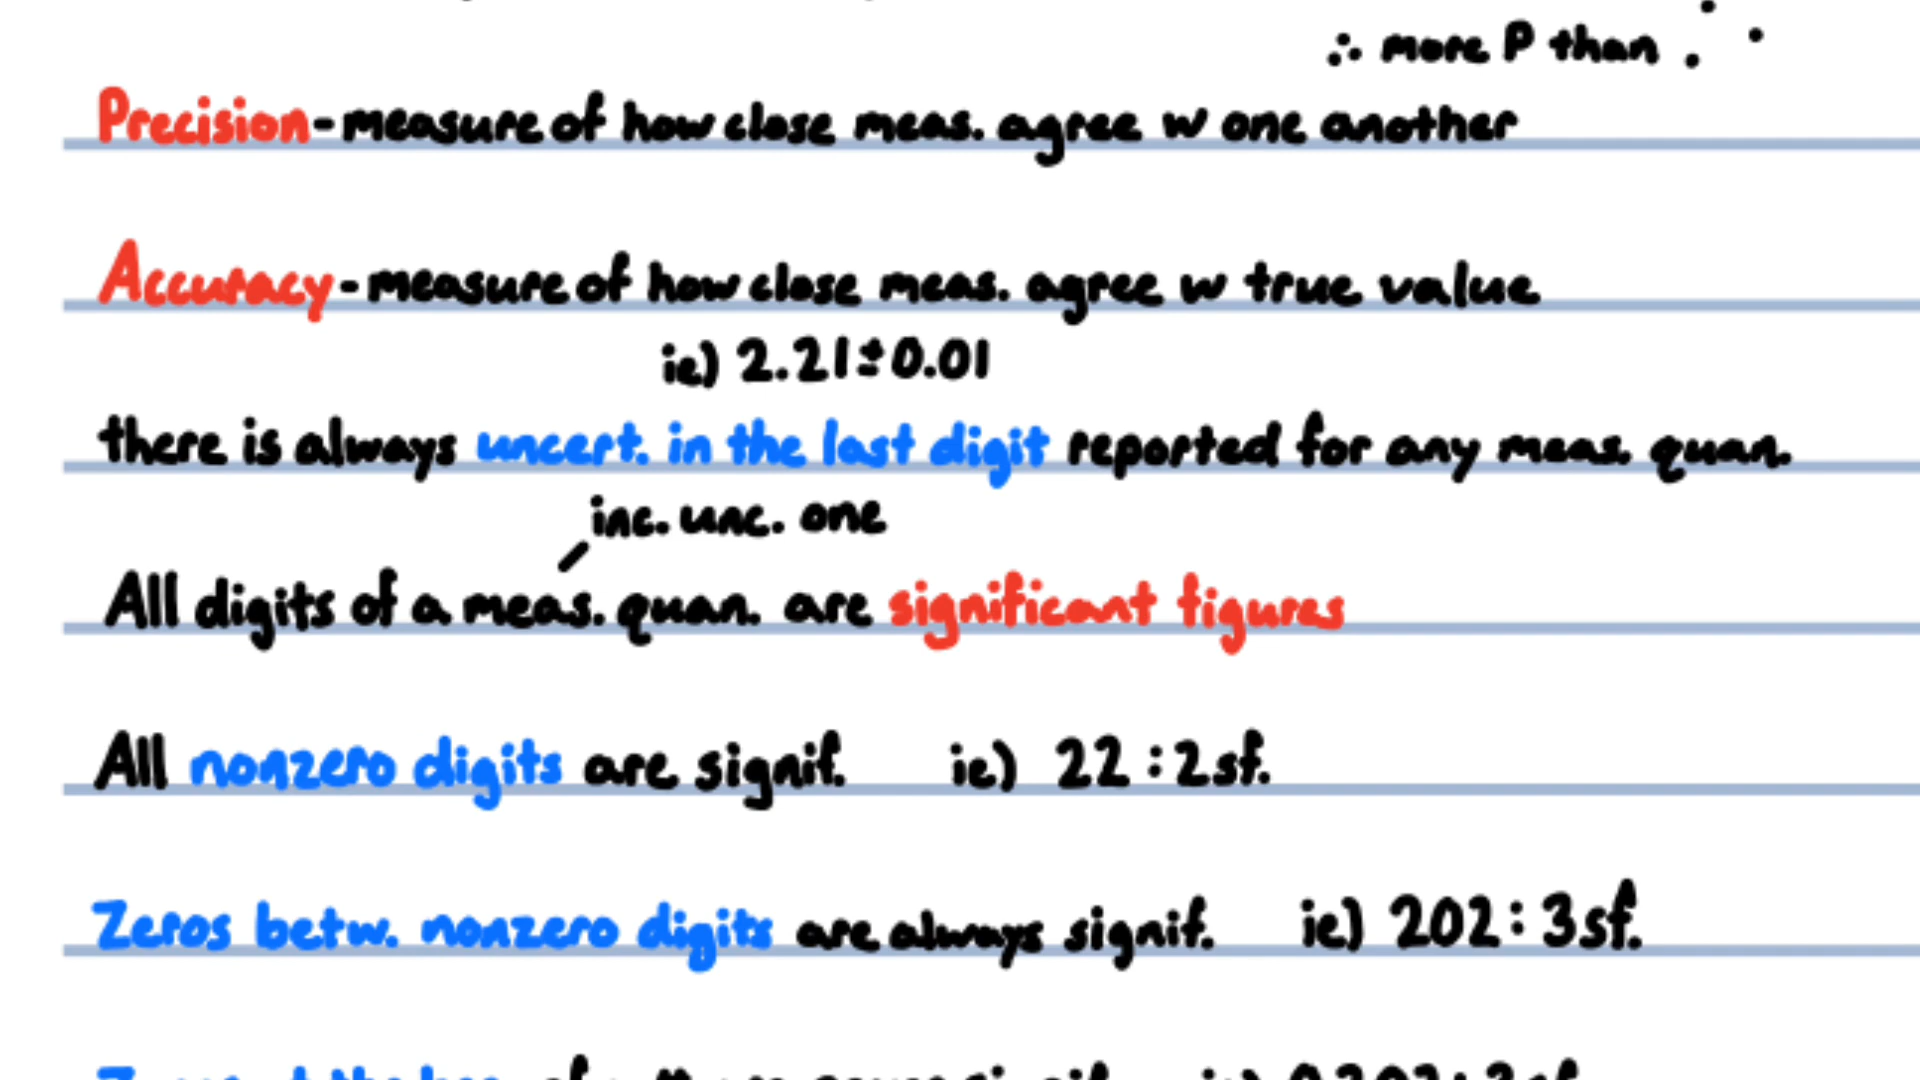 ∴ more P than
Precision - measure of how close meas. agree w one another
Accuracy - measure of how close meas. agree w true value
ie) 2.21±0.01
there is always uncert. in the last digit reported for any meas. quan.
inc. unc. one
All digits of a meas. quan. are significant figures
All nonzero digits are signif. ie) 22 : 2sf.
Zeros betw. nonzero digits are always signif. ie) 202 : 3sf.